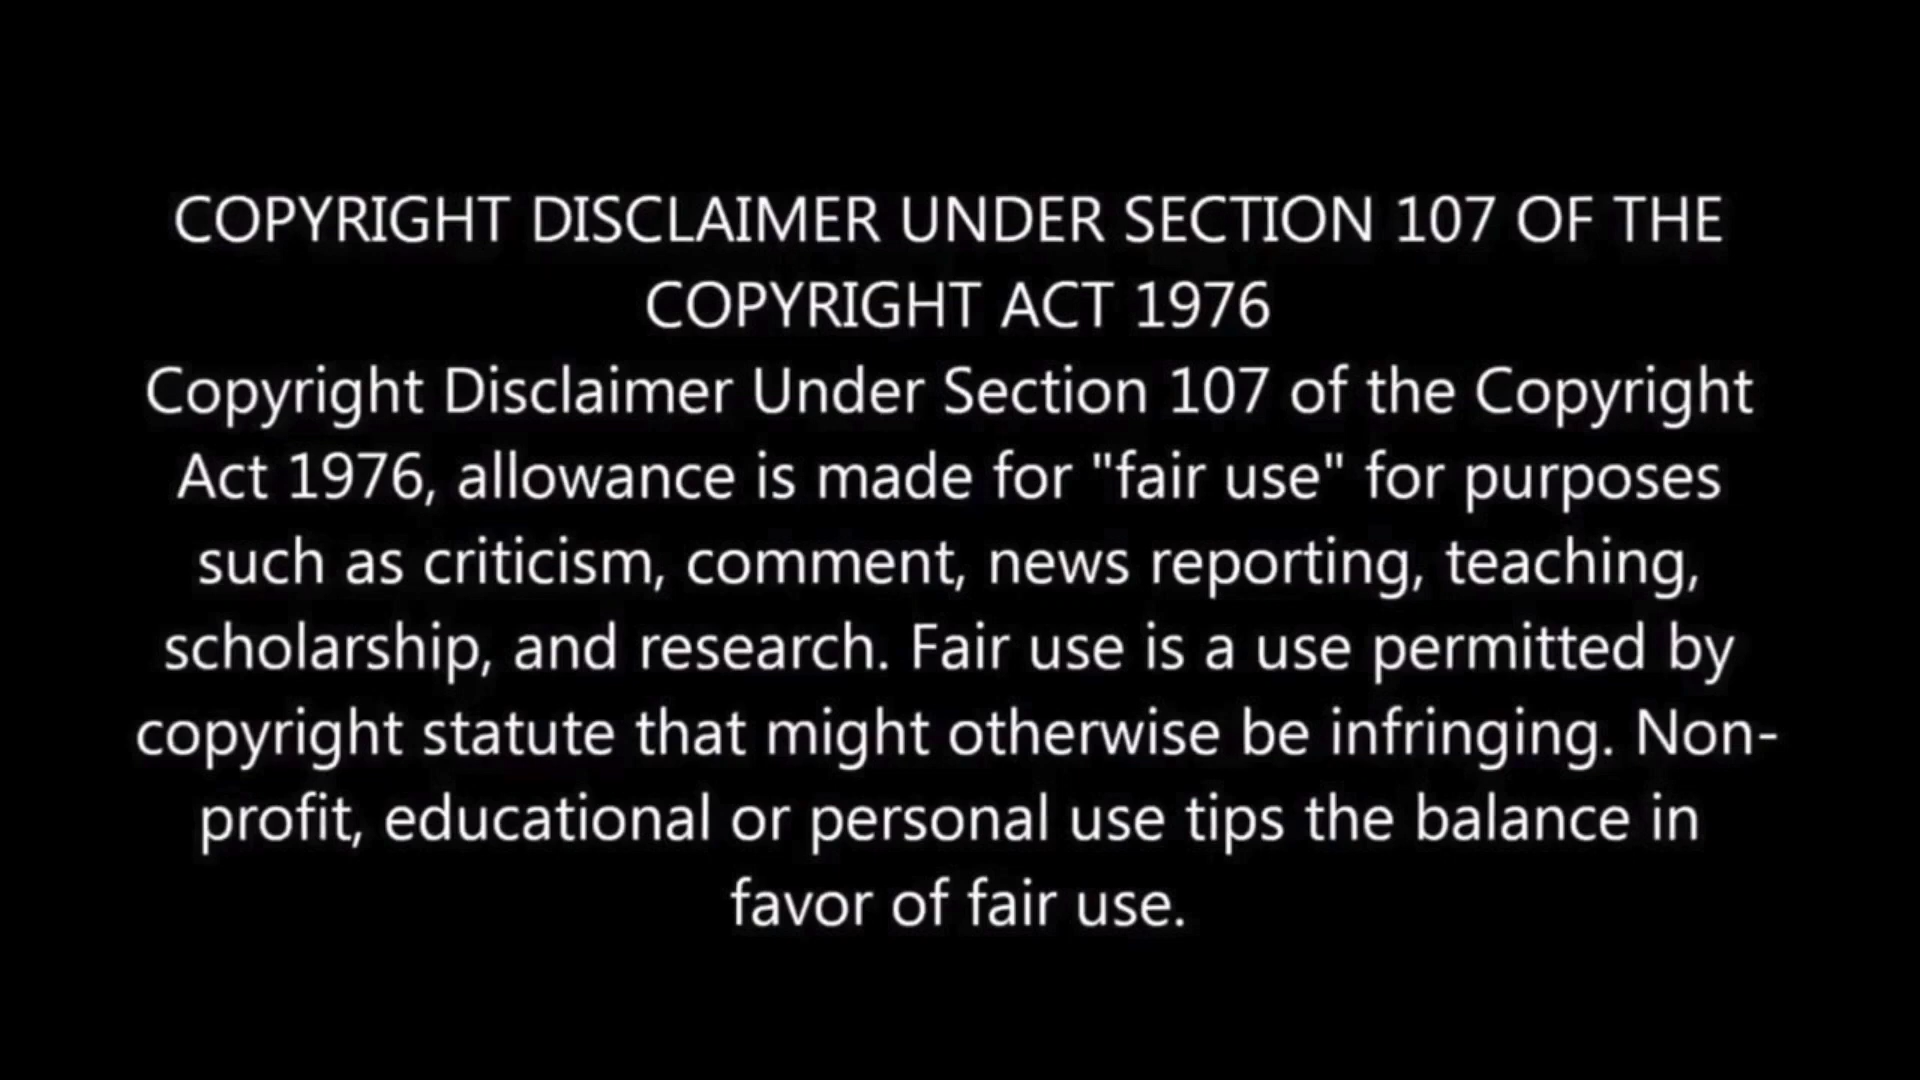 COPYRIGHT DISCLAIMER UNDER SECTION 107 OF THE
COPYRIGHT ACT 1976
Copyright Disclaimer Under Section 107 of the Copyright
Act 1976, allowance is made for "fair use" for purposes
such as criticism, comment, news reporting, teaching,
scholarship, and research. Fair use is a use permitted by
copyright statute that might otherwise be infringing. Non-
profit, educational or personal use tips the balance in
favor of fair use.